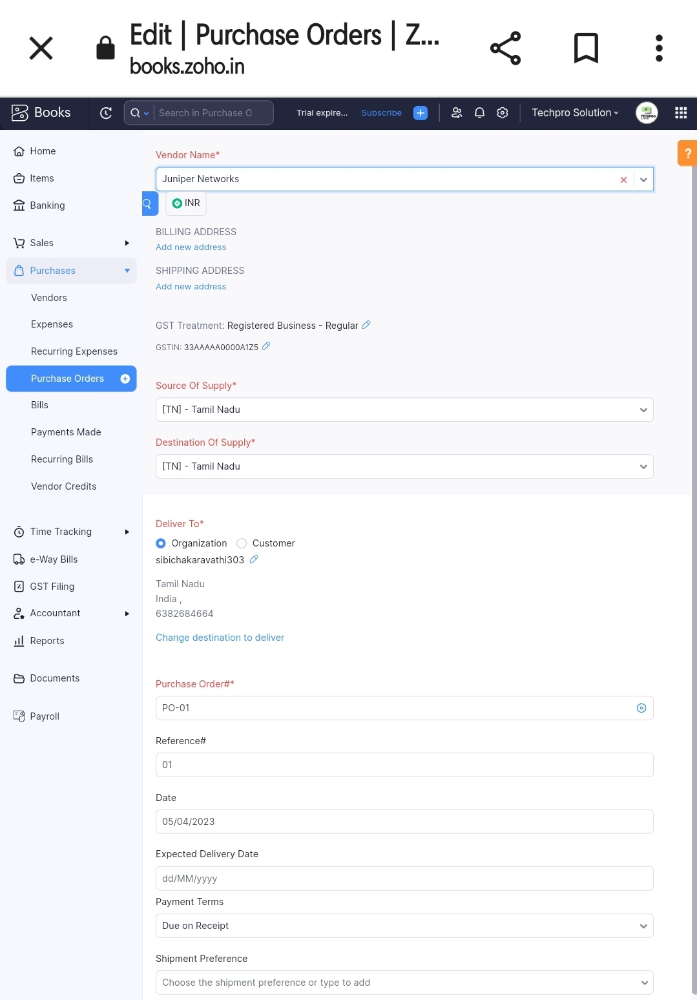 Edit | Purchase Orders | Z...
books.zoho.in
Books
Search in Purchase O
Trial expire...
Subscribe
Techpro Solution
TECHPRO
?
Home
Items
Banking
Sales
Purchases
Vendors
Expenses
Recurring Expenses
Purchase Orders
Bills
Payments Made
Recurring Bills
Vendor Credits
Time Tracking
e-Way Bills
GST Filing
Accountant
Reports
Documents
Payroll
Vendor Name*
Juniper Networks
INR
BILLING ADDRESS
Add new address
SHIPPING ADDRESS
Add new address
GST Treatment: Registered Business - Regular
GSTIN: 33AAAAA0000A1Z5
Source Of Supply*
[TN] - Tamil Nadu
Destination Of Supply*
[TN] - Tamil Nadu
Deliver To*
Organization Customer
sibichakaravathi303
Tamil Nadu
India ,
6382684664
Change destination to deliver
Purchase Order#*
PO-01
Reference#
01
Date
05/04/2023
Expected Delivery Date
dd/MM/yyyy
Payment Terms
Due on Receipt
Shipment Preference
Choose the shipment preference or type to add